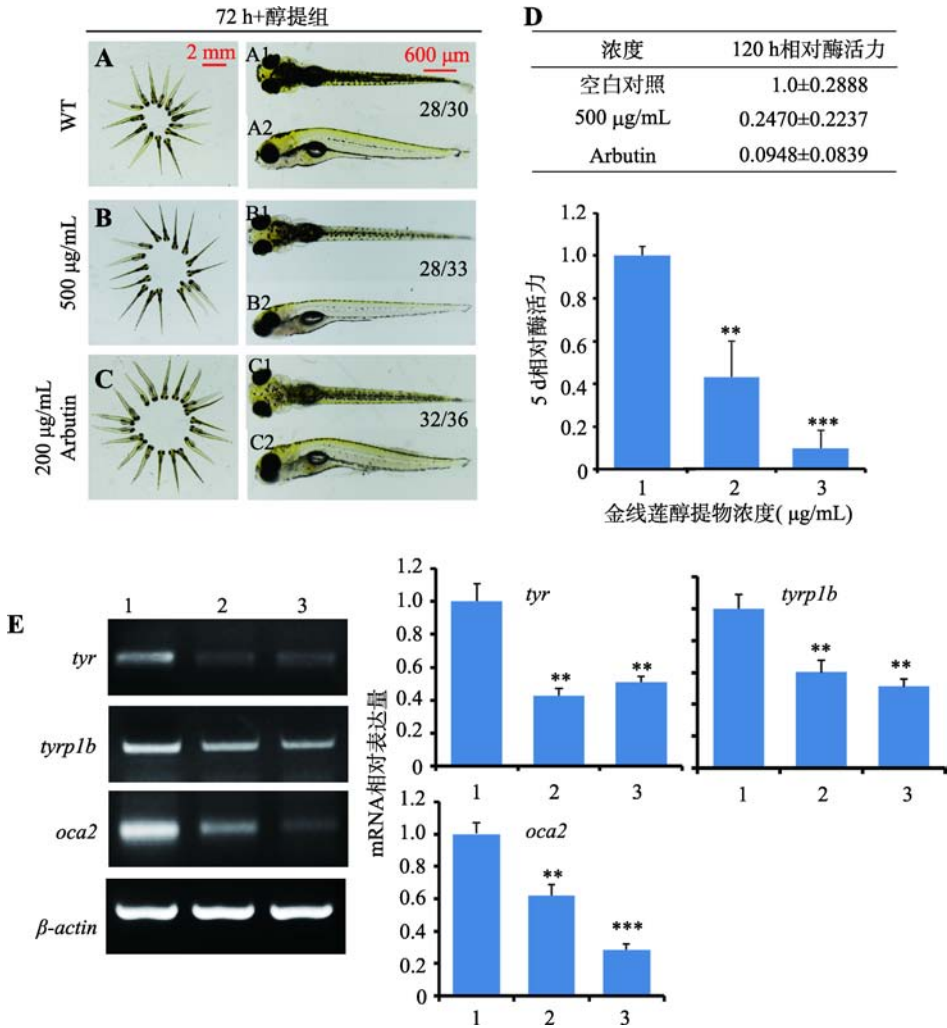 72 h+醇提组
A
2 mm
WT
A1
600 μm
28/30
A2
B
500 μg/mL
B1
28/33
B2
C
200 μg/mL
Arbutin
C1
32/36
C2
D
浓度 120 h相对酶活力
空白对照 1.0±0.2888
500 μg/mL 0.2470±0.2237
Arbutin 0.0948±0.0839
5 d相对酶活力
1.2
1.0
0.8
0.6
0.4
0.2
0
**
***
1 2 3
金线莲醇提物浓度( μg/mL)
E
1 2 3
tyr
tyrp1b
oca2
β-actin
mRNA相对表达量
1.2
1.0
0.8
0.6
0.4
0.2
0
tyr
**
**
1 2 3
tyrp1b
**
**
1 2 3
1.2
1.0
0.8
0.6
0.4
0.2
0
oca2
**
***
1 2 3